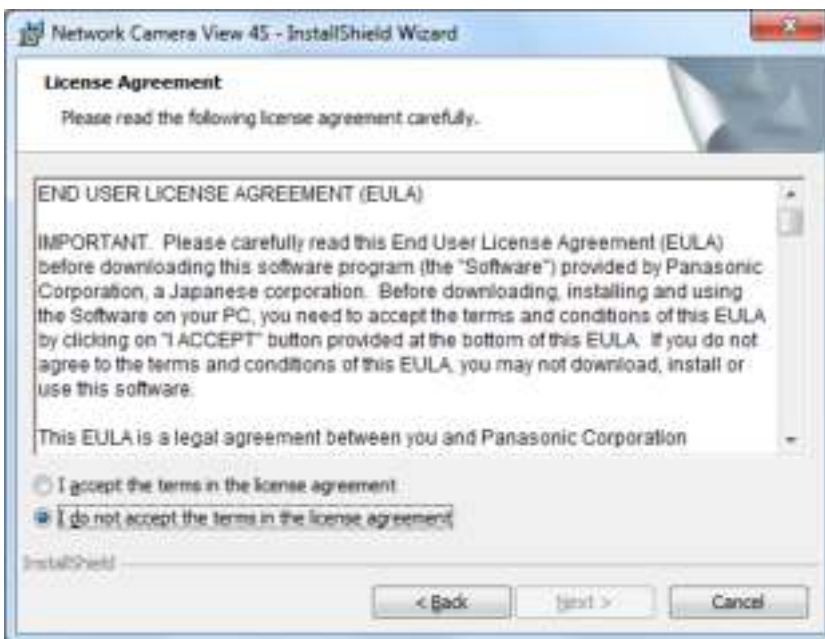 Network Camera View 4S - InstallShield Wizard
License Agreement
Please read the following license agreement carefully.
END USER LICENSE AGREEMENT (EULA)
IMPORTANT. Please carefully read this End User License Agreement (EULA)
before downloading this software program (the "Software") provided by Panasonic
Corporation, a Japanese corporation. Before downloading, installing and using
the Software on your PC, you need to accept the terms and conditions of this EULA
by clicking on "I ACCEPT" button provided at the bottom of this EULA. If you do not
agree to the terms and conditions of this EULA, you may not download, install or
use this software.
This EULA is a legal agreement between you and Panasonic Corporation
I accept the terms in the license agreement
I do not accept the terms in the license agreement
InstallShield
< Back
Next >
Cancel